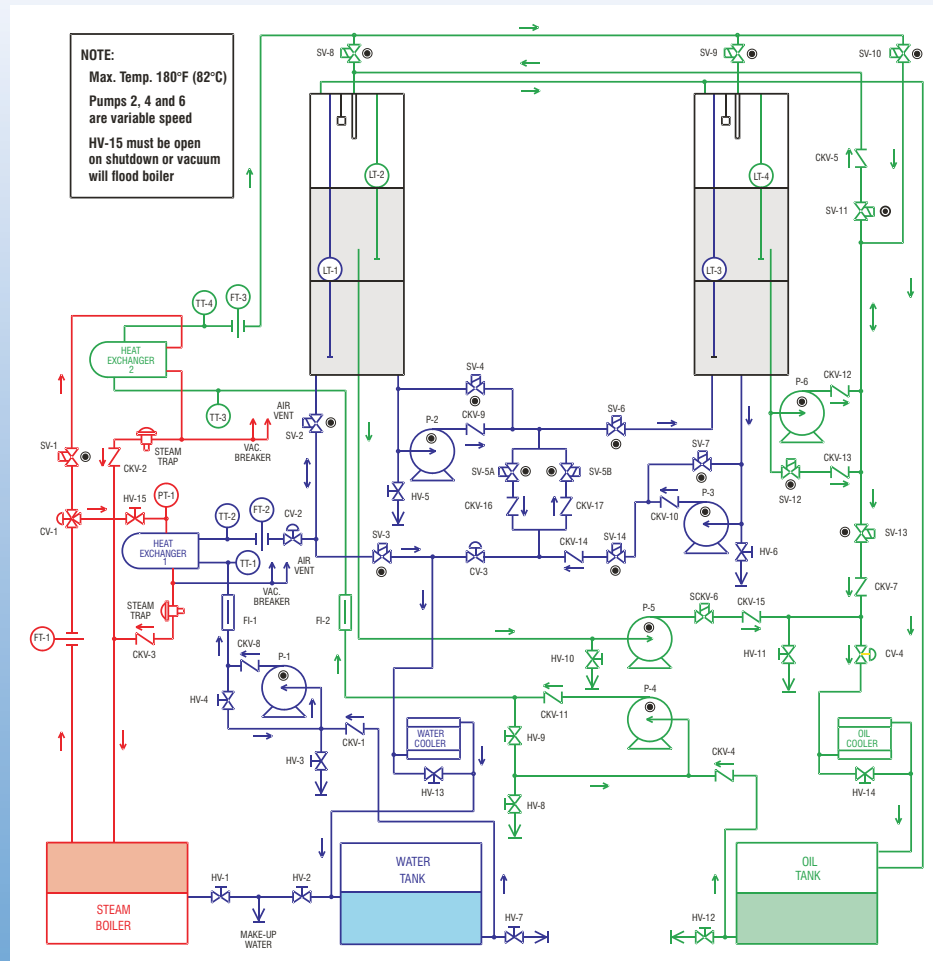 SV-8
SV-9
SV-10
NOTE:
Max. Temp. 180°F (82°C)
Pumps 2, 4 and 6
are variable speed
HV-15 must be open
on shutdown or vacuum
will flood boiler
CKV-5
LT-2
LT-4
SV-11
LT-1
LT-3
TT-4
FT-3
HEAT
EXCHANGER
2
SV-4
CKV-12
P-6
TT-3
AIR
VENT
SV-2
P-2
CKV-9
SV-6
SV-7
CKV-13
SV-1
CKV-2
STEAM
TRAP
VAC.
BREAKER
SV-5A
SV-5B
SV-12
HV-15
PT-1
TT-2
FT-2
CV-2
HV-5
CKV-16
CKV-17
CKV-10
P-3
CV-1
HEAT
EXCHANGER
1
TT-1
AIR
VENT
SV-3
CV-3
CKV-14
SV-14
HV-6
SV-13
VAC.
BREAKER
CKV-7
STEAM
TRAP
FI-1
FI-2
P-5
SCKV-6
CKV-15
FT-1
CKV-3
CKV-8
P-1
HV-10
HV-11
CV-4
HV-4
P-4
CKV-11
HV-3
CKV-1
WATER
COOLER
HV-9
CKV-4
OIL
COOLER
HV-13
HV-8
HV-14
STEAM
BOILER
HV-1
HV-2
MAKE-UP
WATER
WATER
TANK
HV-7
HV-12
OIL
TANK